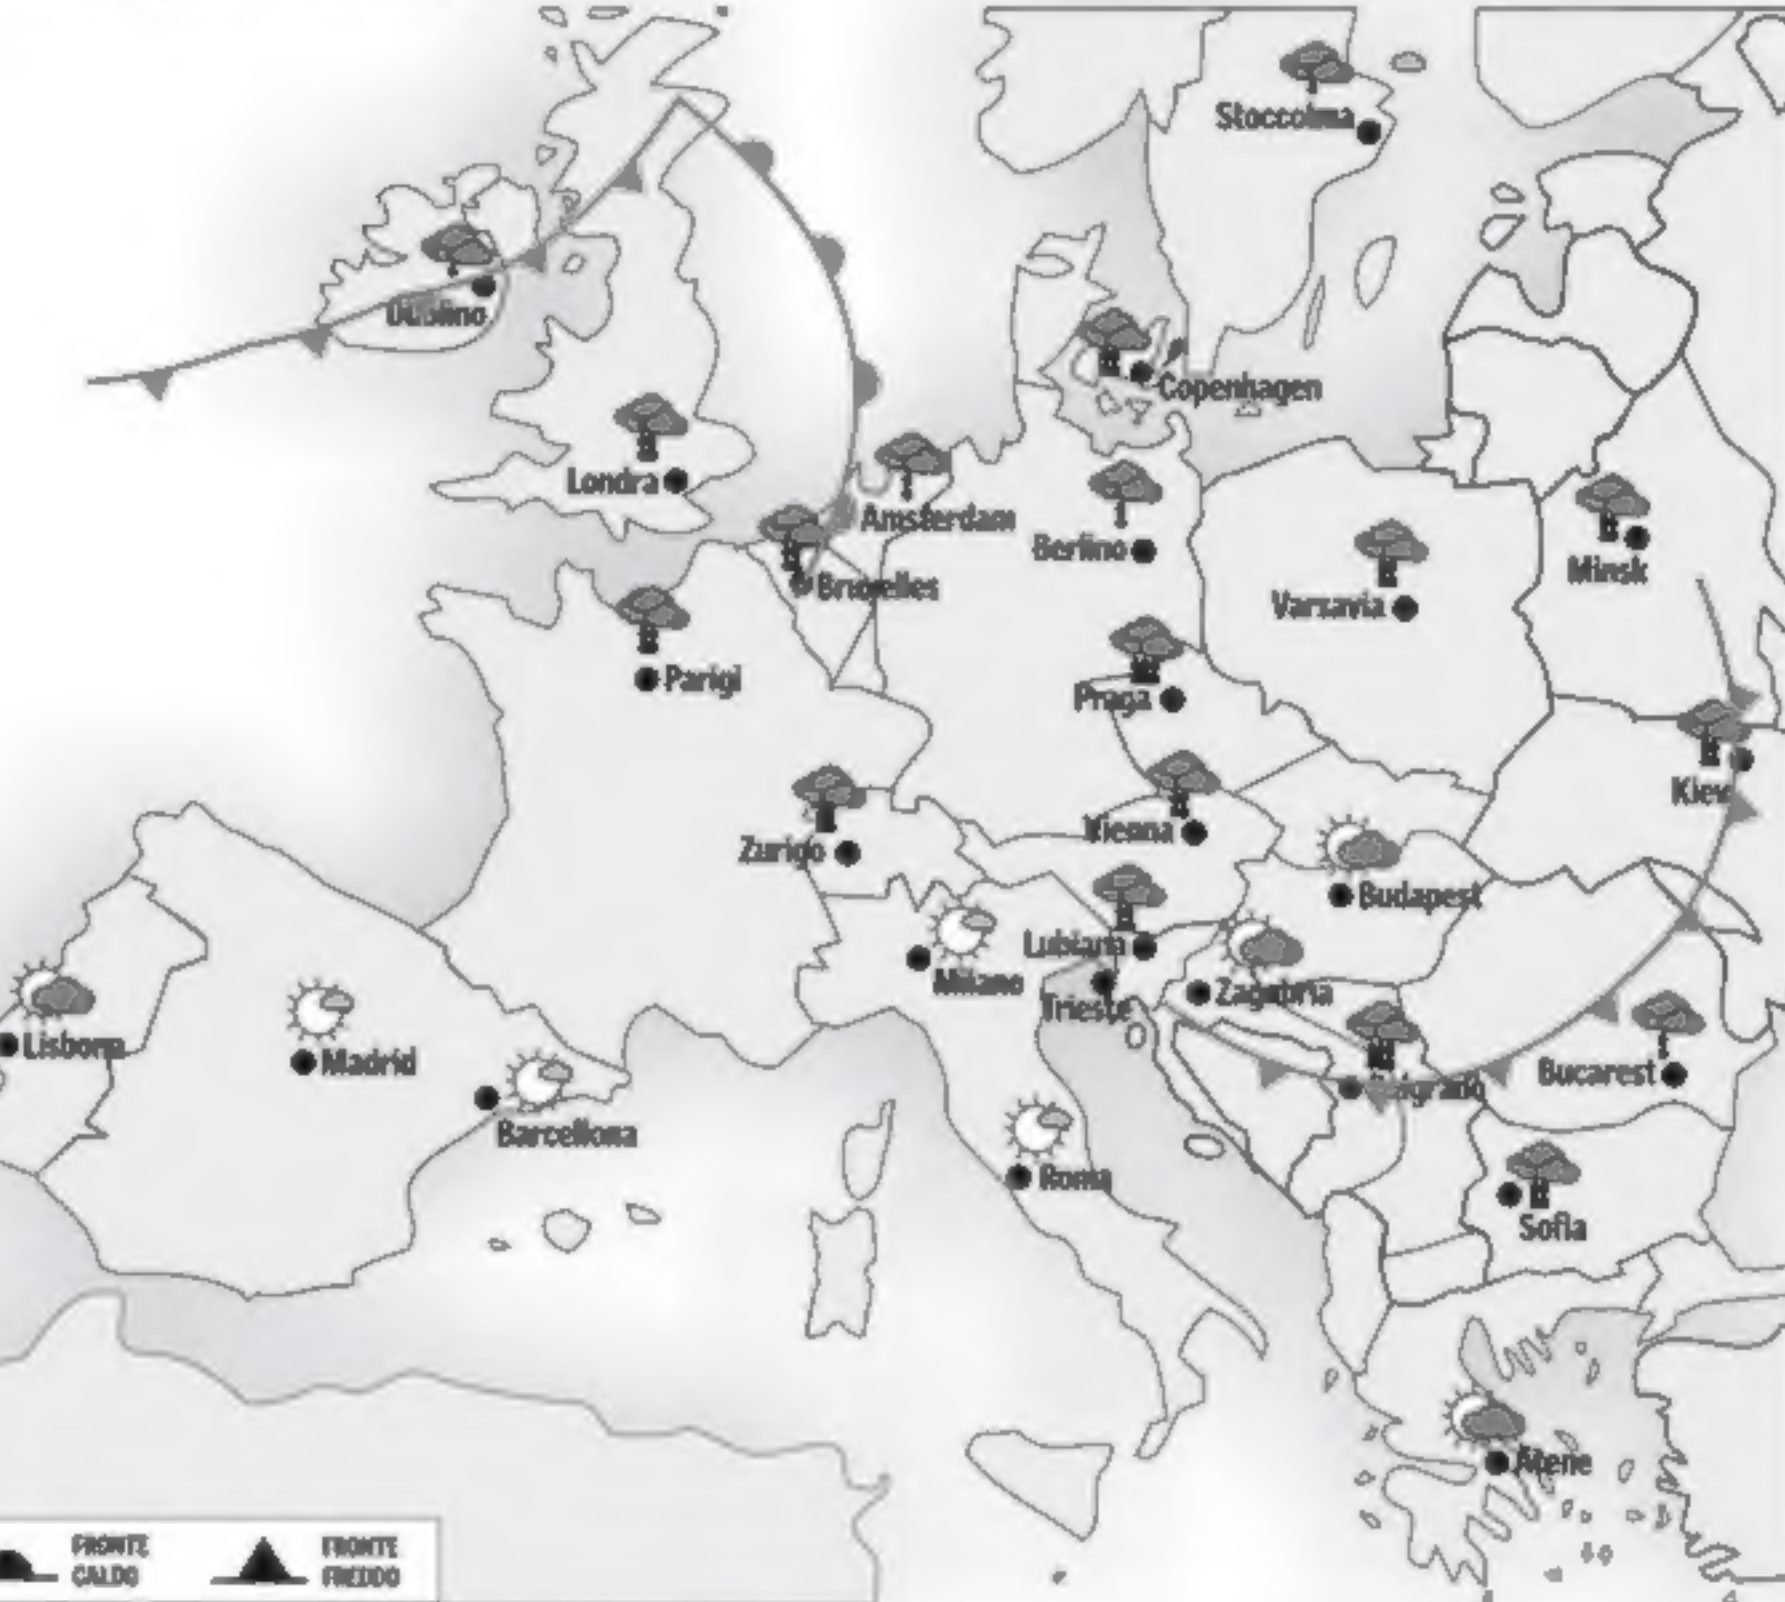 Stoccolma
Dublino
Copenhagen
Londra
Amsterdam
Berlino
Bruxelles
Varsavia
Minsk
Parigi
Praga
Kiev
Vienna
Zurigo
Budapest
Lubiana
Milano
Trieste
Zagabria
Lisbona
Madrid
Barcellona
Belgrado
Bucarest
Roma
Sofia
Atene
FRONTE
CALDO
FRONTE
FREDDO